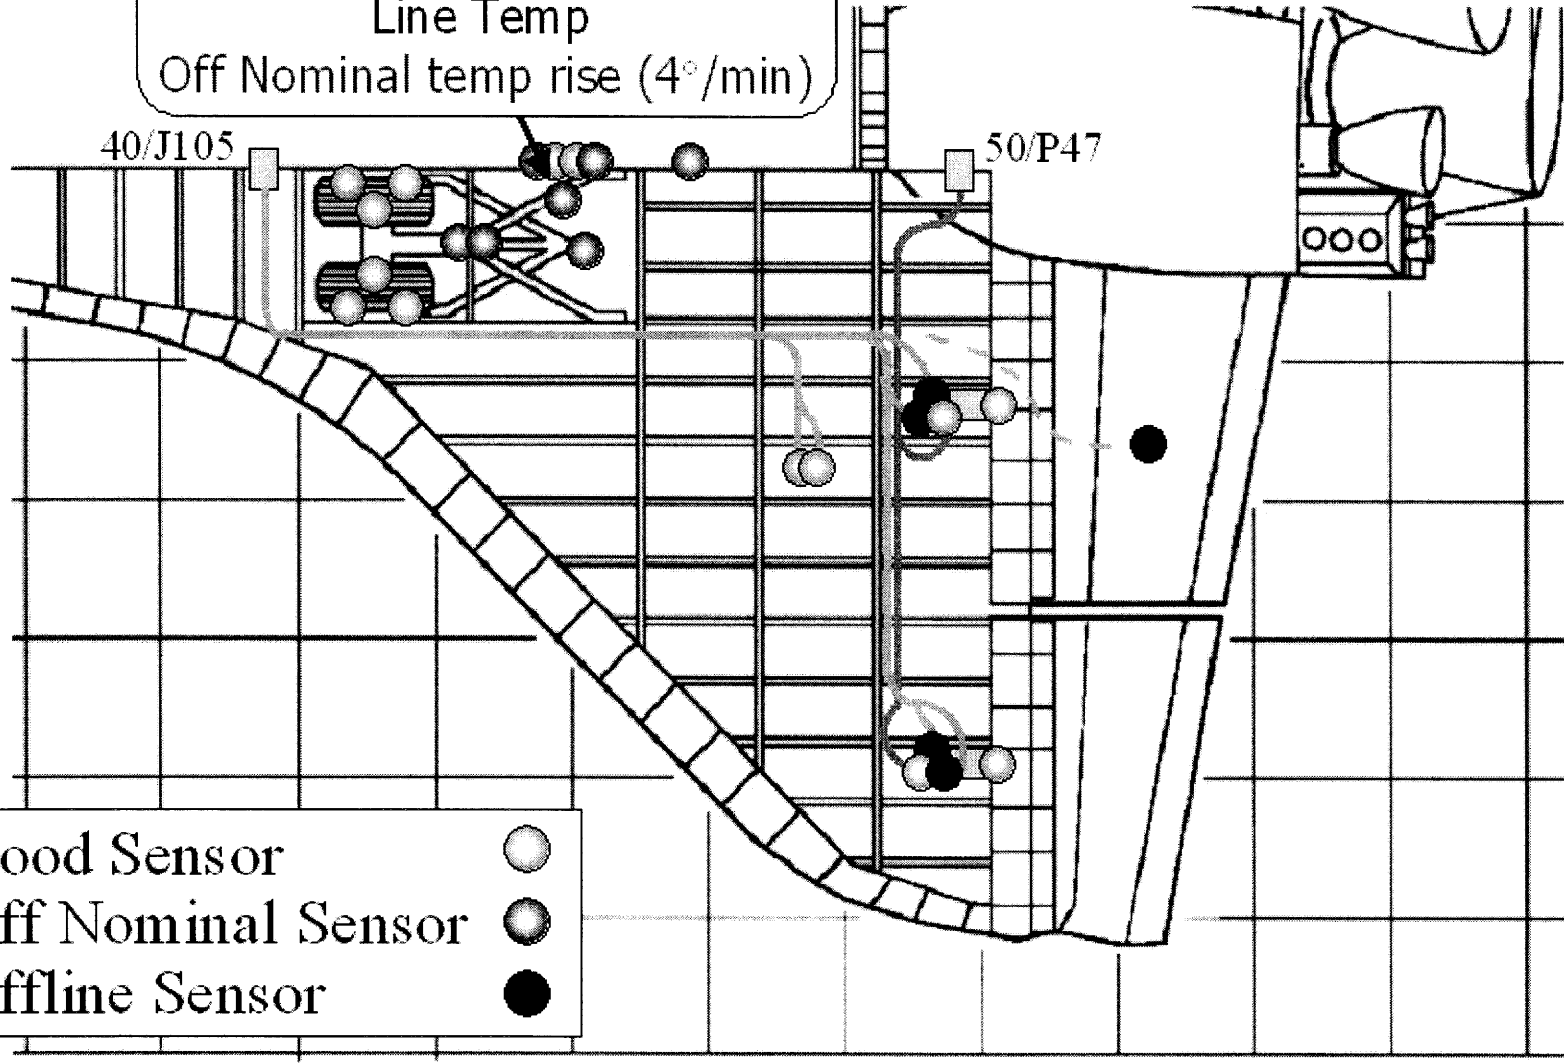 Line Temp
Off Nominal temp rise (4°/min)
40/J105
50/P47
ood Sensor
ff Nominal Sensor
ffline Sensor